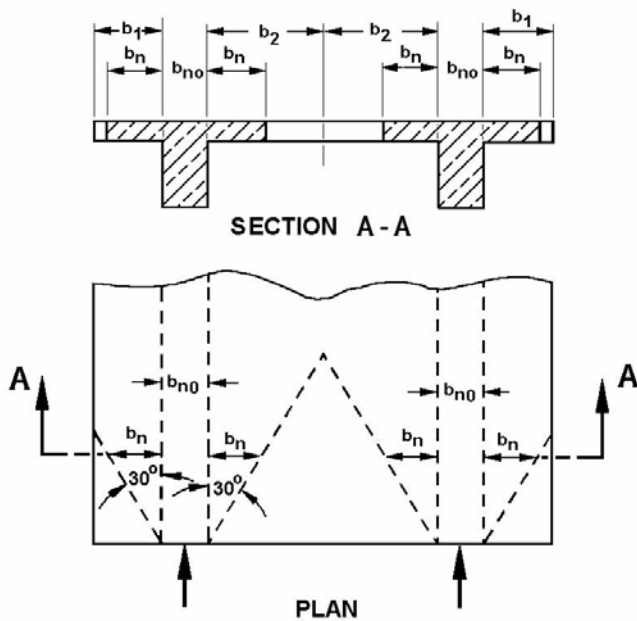 b₁ b₂ b₂ b₁
bₙ bₙₒ bₙ bₙ bₙₒ bₙ
SECTION A-A
A A
bₙ₀ bₙ₀
bₙ bₙ bₙ bₙ
30° 30°
PLAN